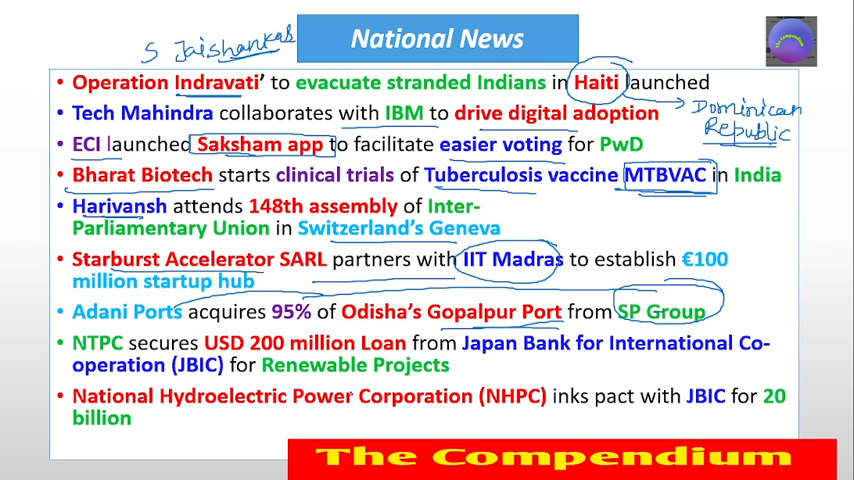 S Jaishankar
National News
The Compendium
• Operation Indravati' to evacuate stranded Indians in Haiti launched
Dominican
Republic
• Tech Mahindra collaborates with IBM to drive digital adoption
• ECI launched Saksham app to facilitate easier voting for PwD
• Bharat Biotech starts clinical trials of Tuberculosis vaccine MTBVAC in India
• Harivansh attends 148th assembly of Inter-
Parliamentary Union in Switzerland's Geneva
• Starburst Accelerator SARL partners with IIT Madras to establish €100
million startup hub
• Adani Ports acquires 95% of Odisha's Gopalpur Port from SP Group
• NTPC secures USD 200 million Loan from Japan Bank for International Co-
operation (JBIC) for Renewable Projects
• National Hydroelectric Power Corporation (NHPC) inks pact with JBIC for 20
billion
The Compendium